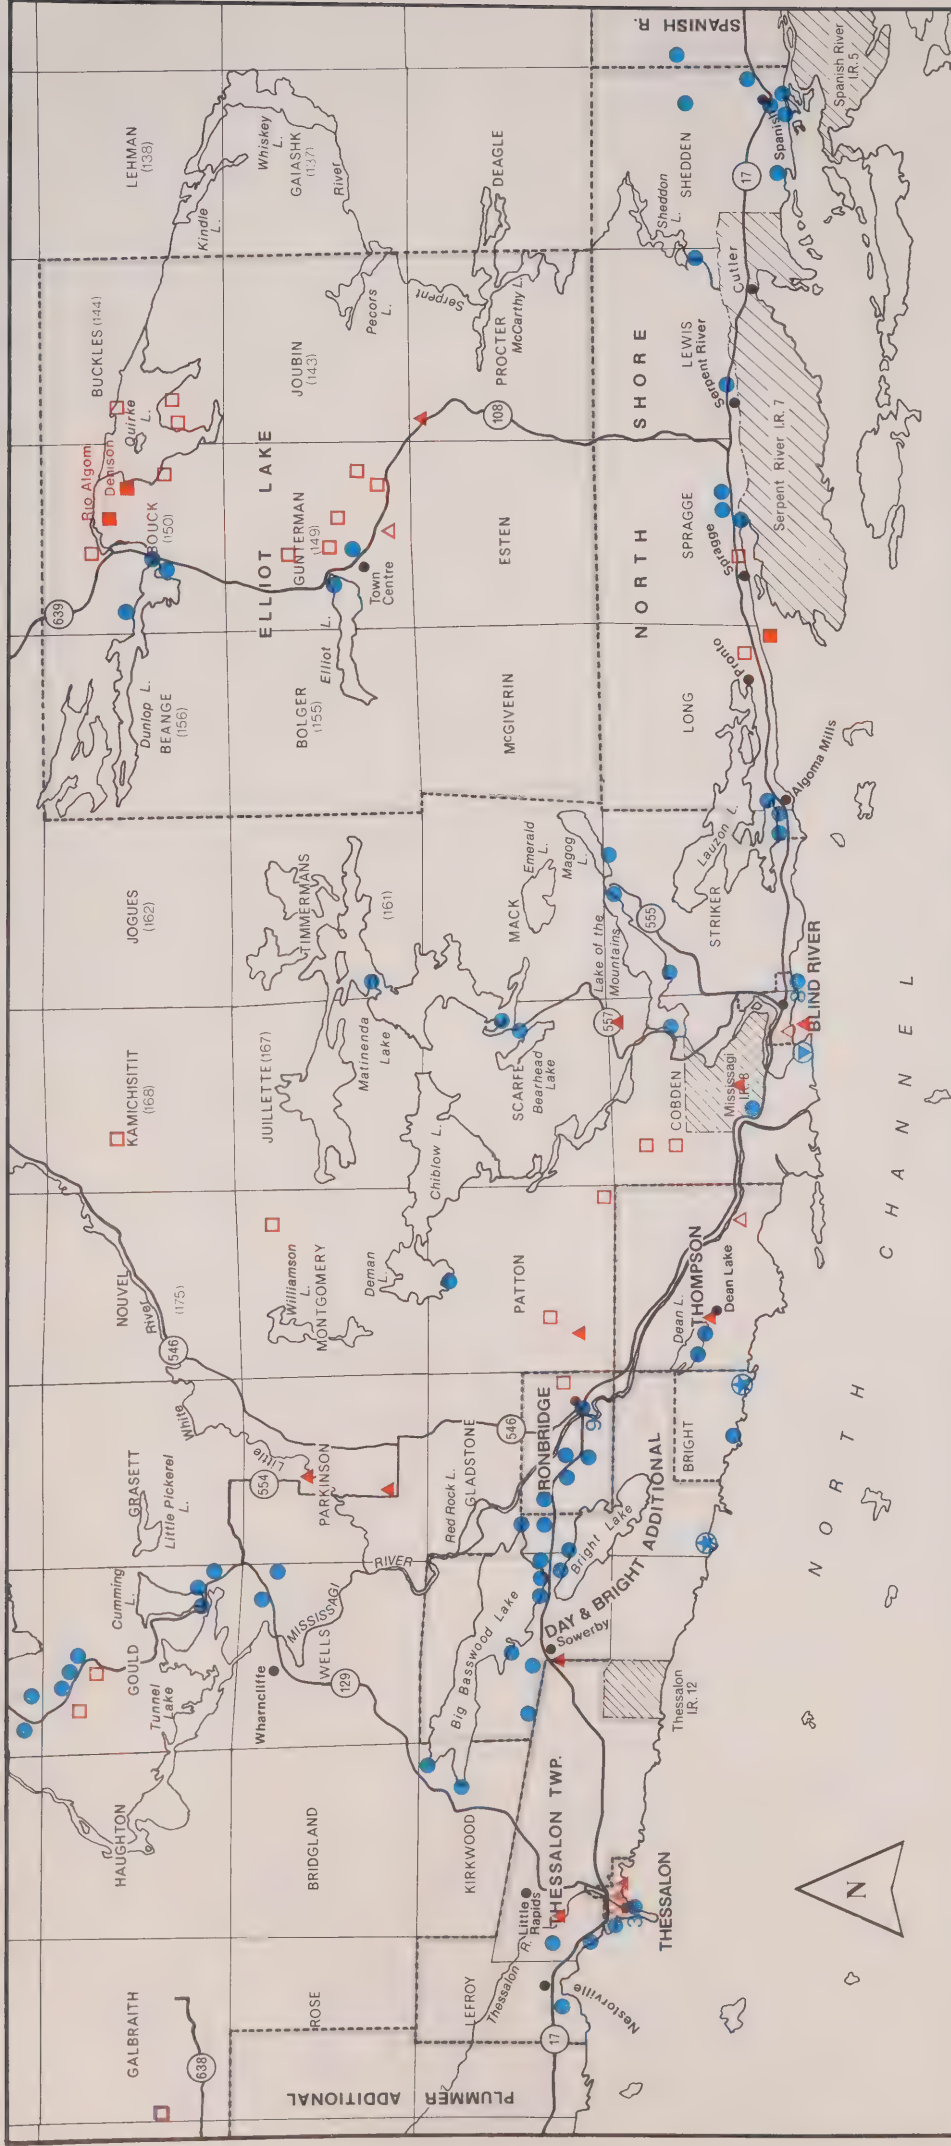 GALBRAITH
638
HAUGHTON
Tunnel
Lake
GOULD
Cumming
L.
GRASETT
Little Pickerel
L.
NOUVEL
River
(175)
546
KAMICHISITIT
(168)
JOGUES
(162)
Dunlop L.
BEANGE
(156)
639
Rio Algom
Denison
BOUCK
(150)
Quirke
L.
BUCKLES (144)
LEHMAN
(138)
Kindle
L.
Whiskey
L.
GAIASHK
(137)
River
ROSE
BRIDGLAND
Wharncliffe
WELLS
MISSISSAGI
RIVER
129
554
PARKINSON
Little
White
Williamson
L.
MONTGOMERY
Deman
L.
JUILLETTE (167)
Matinenda
Lake
TIMMERMANS
(161)
BOLGER
(155)
Elliot
L.
ELLIOT LAKE
GUNTERMAN
(149)
Town
Centre
JOUBIN
(143)
Pecors
L.
Serpent
PLUMMER ADDITIONAL
LEFROY
KIRKWOOD
Big Basswood Lake
Red Rock L.
GLADSTONE
546
PATTON
Chiblow L.
SCARFE
Bearhead
Lake
MACK
Emerald
L.
Magog
L.
McGIVERIN
ESTEN
108
PROCTER
McCarthy L.
DEAGLE
Thessalon
R.
Little
Rapids
THESSALON TWP.
Sowerby
DAY & BRIGHT ADDITIONAL
Bright Lake
IRONBRIDGE
9
17
Nestorville
3
THESSALON
Thessalon
I.R. 12
BRIGHT
THOMPSON
Dean L.
Dean Lake
COBDEN
Mississagi
I.R. 8
557
Lake of the
Mountains
555
STRIKER
Lauzon L.
BLIND RIVER
8
Algoma Mills
LONG
Pronto
NORTH SHORE
SPRAGGE
Spragge
LEWIS
Serpent River
Serpent River I.R. 7
Cutler
Sheddon
L.
SHEDDEN
17
Spanish
SPANISH R.
Spanish River
I.R. 5
N
NORTH CHANNEL